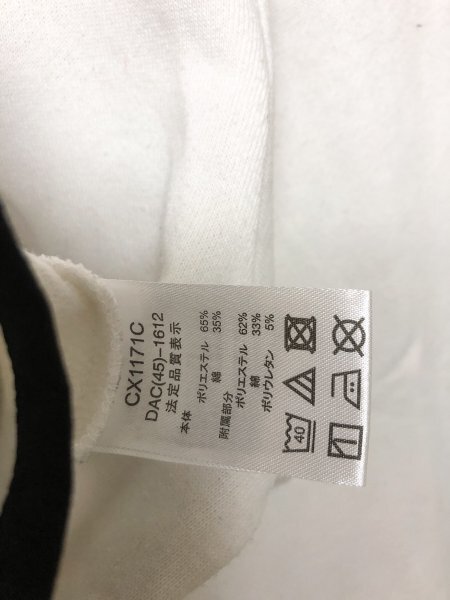 CX1171C
DAC(45)-1612
法定品質表示
本体
ポリエステル 65%
綿 35%
附属部分
ポリエステル 62%
綿 33%
ポリウレタン 5%
40